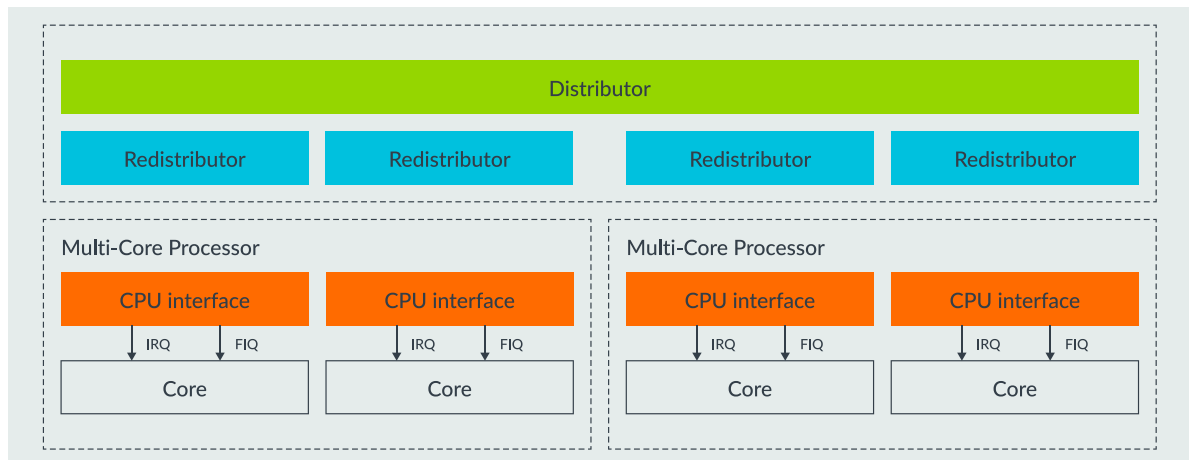 Distributor
Redistributor Redistributor Redistributor Redistributor
Multi-Core Processor Multi-Core Processor
CPU interface CPU interface CPU interface CPU interface
IRQ FIQ IRQ FIQ IRQ FIQ IRQ FIQ
Core Core Core Core